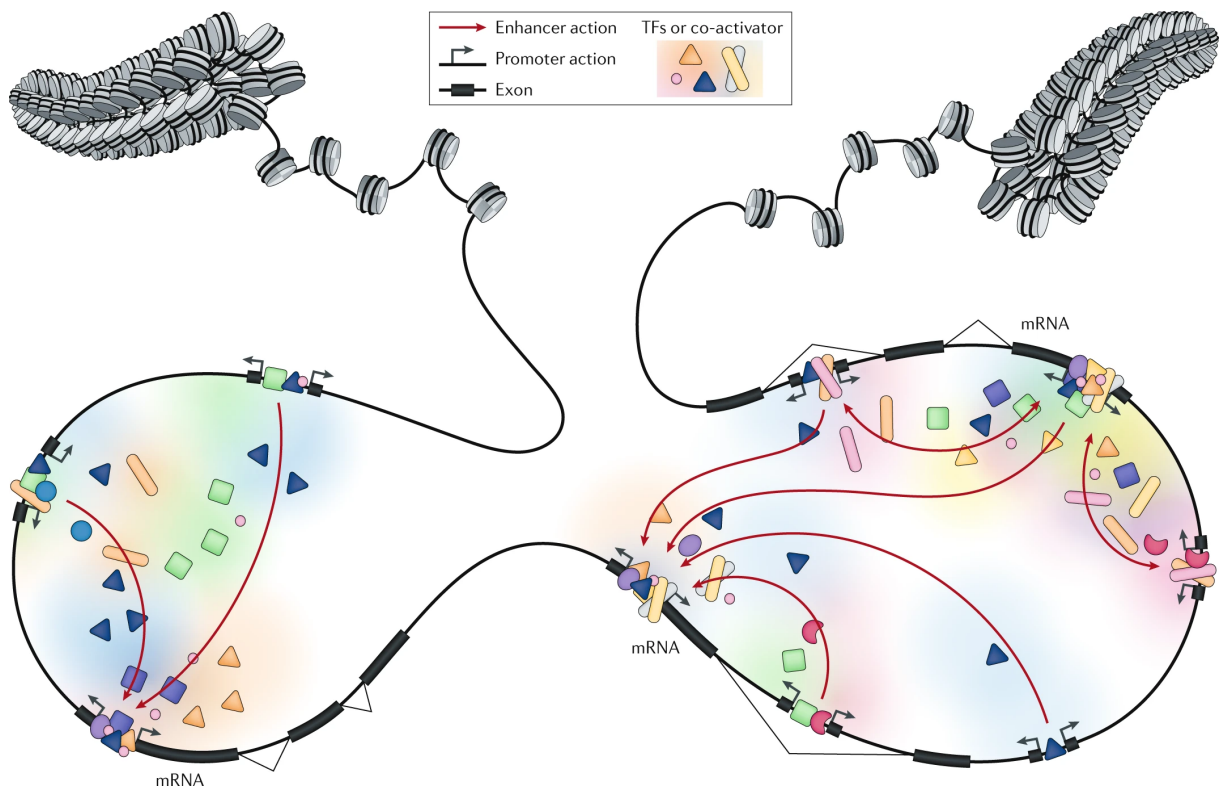 Enhancer action
TFs or co-activator
Promoter action
Exon
mRNA
mRNA
mRNA